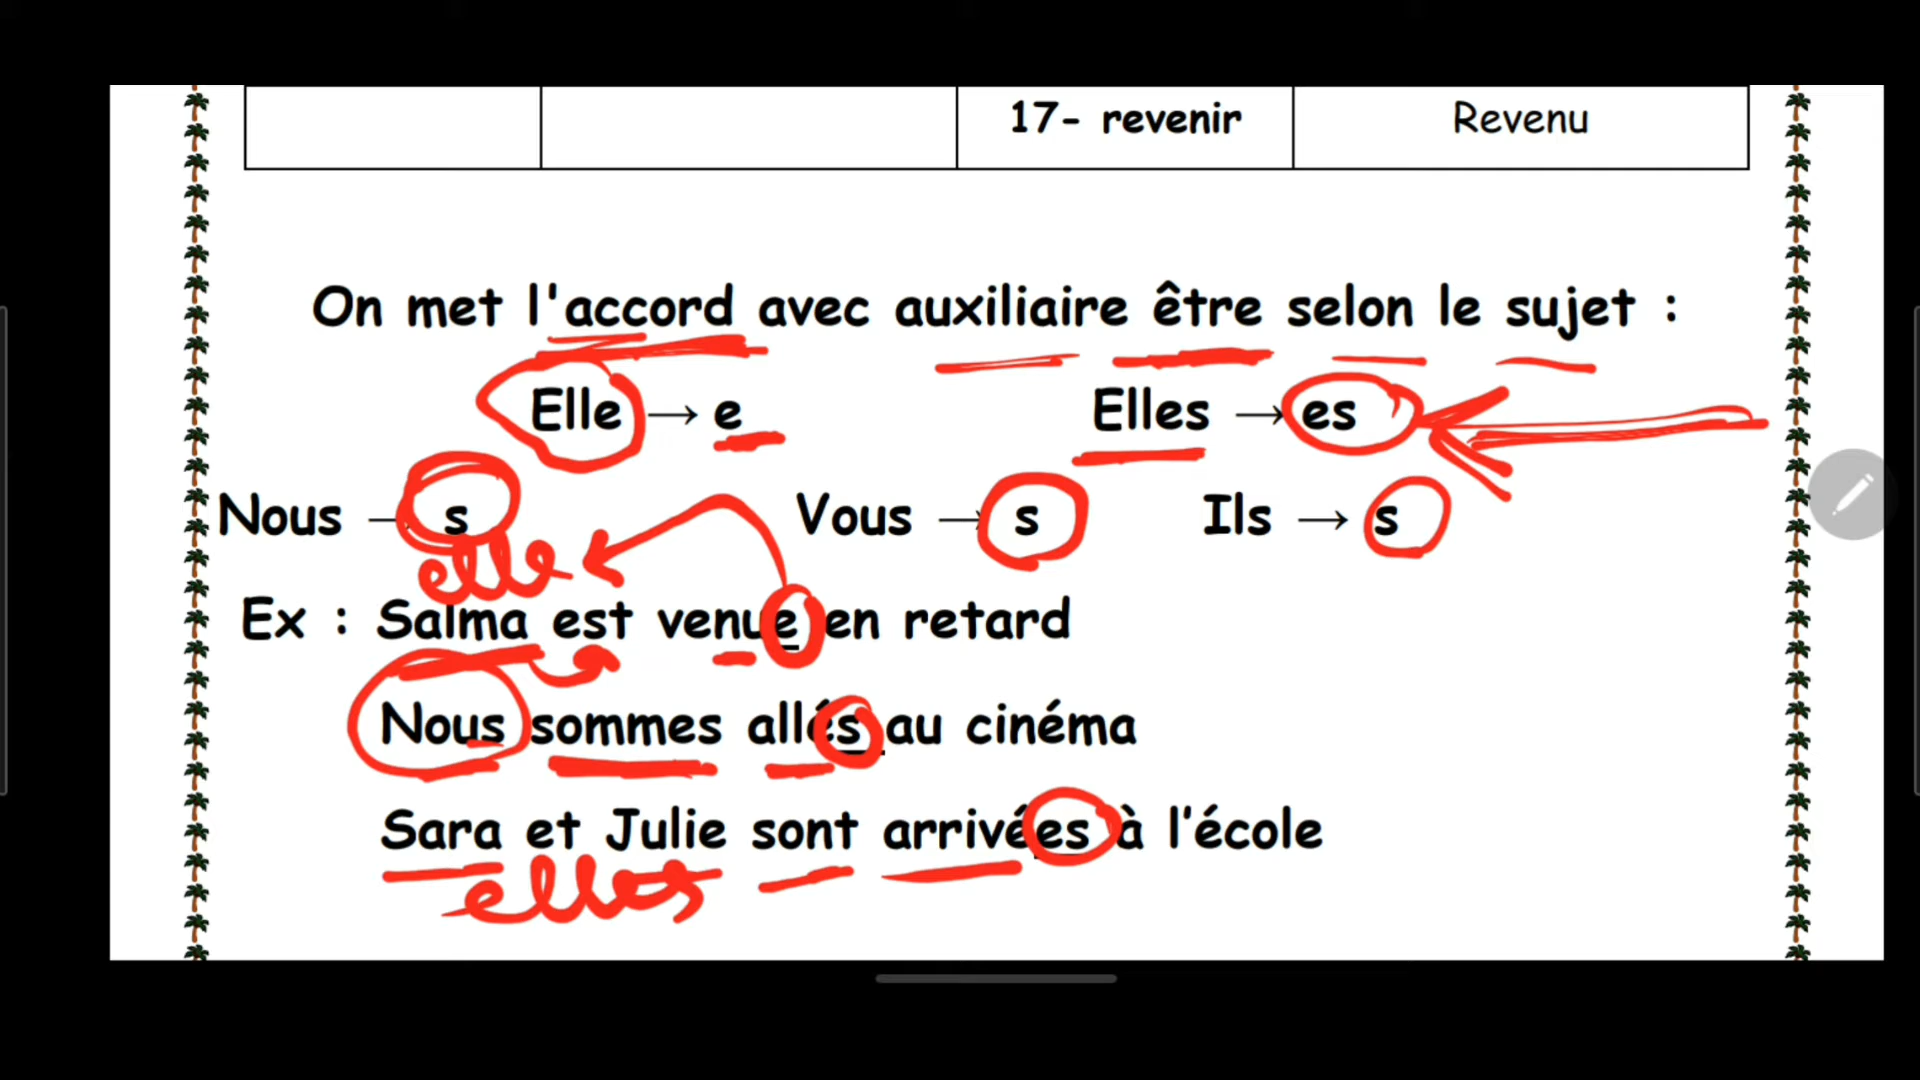 17- revenir Revenu
On met l'accord avec auxiliaire être selon le sujet :
Elle → e Elles → es
Nous → s Vous → s Ils → s
elle
Ex : Salma est venue en retard
Nous sommes allés au cinéma
Sara et Julie sont arrivées à l'école
elles